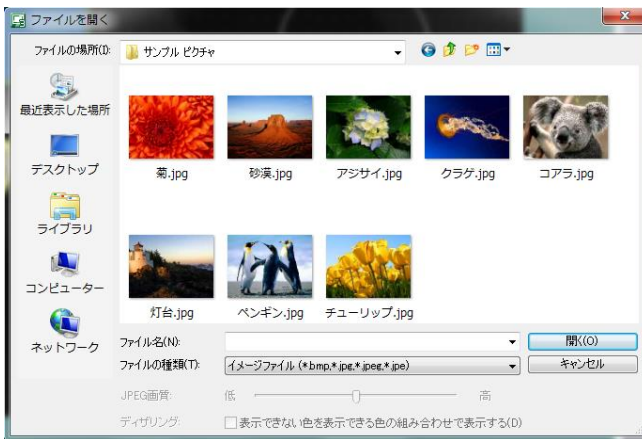 ファイルを開く
ファイルの場所(I):
サンプル ピクチャ
最近表示した場所
デスクトップ
ライブラリ
コンピューター
ネットワーク
菊.jpg
砂漠.jpg
アジサイ.jpg
クラゲ.jpg
コアラ.jpg
灯台.jpg
ペンギン.jpg
チューリップ.jpg
ファイル名(N):
開く(O)
ファイルの種類(T):
イメージファイル (*.bmp,*.jpg,*.jpeg,*.jpe)
キャンセル
JPEG画質:
低
高
ディザリング:
表示できない色を表示できる色の組み合わせで表示する(D)